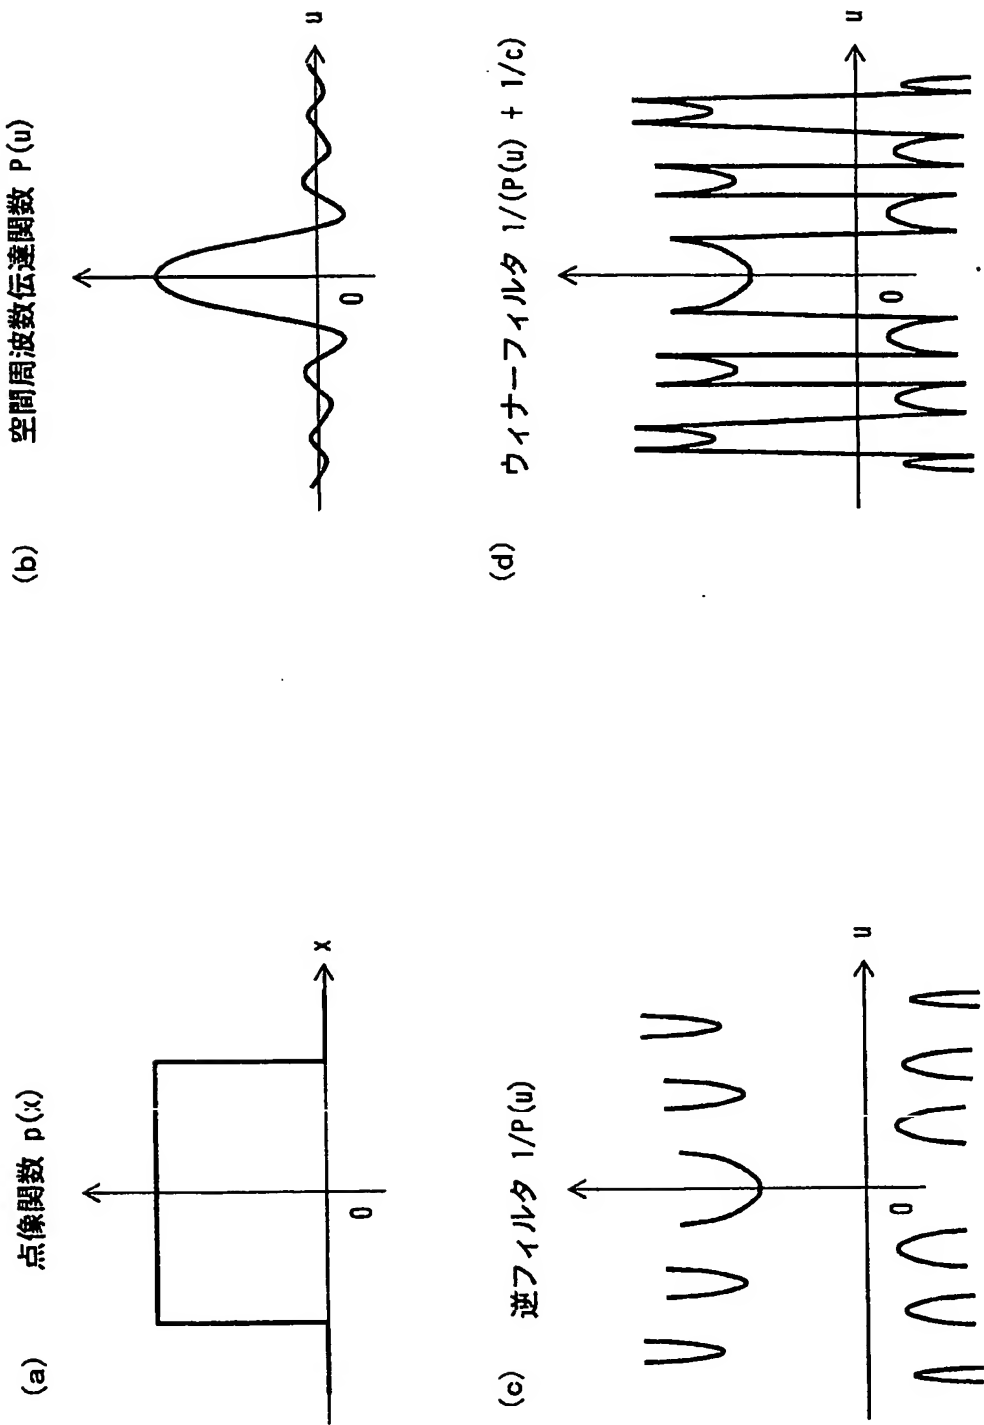 (a) 点像関数 p(x)
x
0
(b) 空間周波数伝達関数 P(u)
u
0
(c) 逆フィルタ 1/P(u)
u
0
(d) ウィナーフィルタ 1/(P(u) + 1/c)
u
0